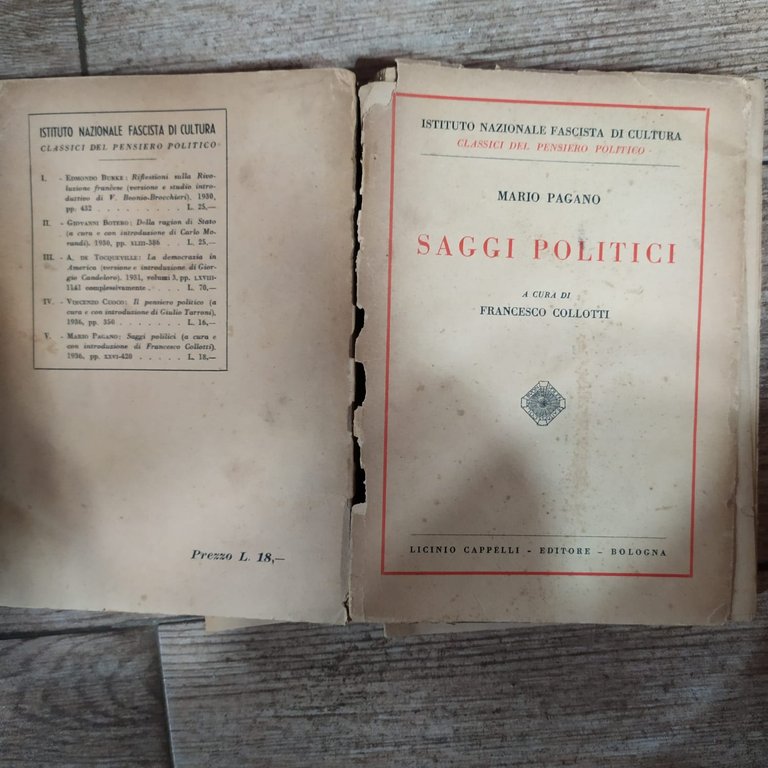 ISTITUTO NAZIONALE FASCISTA DI CULTURA
CLASSICI DEL PENSIERO POLITICO
I. - EDMONDO BURKE: Riflessioni sulla Rivo-
luzione francese (versione e studio intro-
duttivo di V. Beonio-Brocchieri). 1930,
pp. 432 . . . . . . . . . L. 25,—
II. - GIOVANNI BOTERO: Della ragion di Stato
(a cura e con introduzione di Carlo Mo-
randi). 1930, pp. XLIII-386 . . L. 25,—
III. - A. DE TOCQUEVILLE: La democrazia in
America (versione e introduzione di Gior-
gio Candeloro). 1931, volumi 3, pp. LXVIII-
1141 complessivamente . . . . L. 70,—
IV. - VINCENZO CUOCO: Il pensiero politico (a
cura e con introduzione di Giulio Tarroni).
1936, pp. 350 . . . . . . . L. 16,—
V. - MARIO PAGANO: Saggi politici (a cura e
con introduzione di Francesco Collotti).
1936, pp. XXVI-420 . . . . . . L. 18,—
Prezzo L. 18,—
ISTITUTO NAZIONALE FASCISTA DI CULTURA
CLASSICI DEL PENSIERO POLITICO
MARIO PAGANO
SAGGI POLITICI
A CURA DI
FRANCESCO COLLOTTI
LICINIO CAPPELLI - EDITORE - BOLOGNA